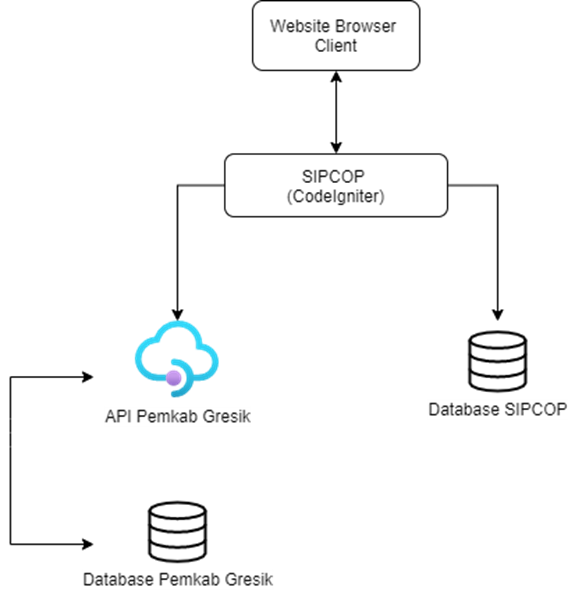 Website Browser
Client
SIPCOP
(CodeIgniter)
API Pemkab Gresik
Database SIPCOP
Database Pemkab Gresik